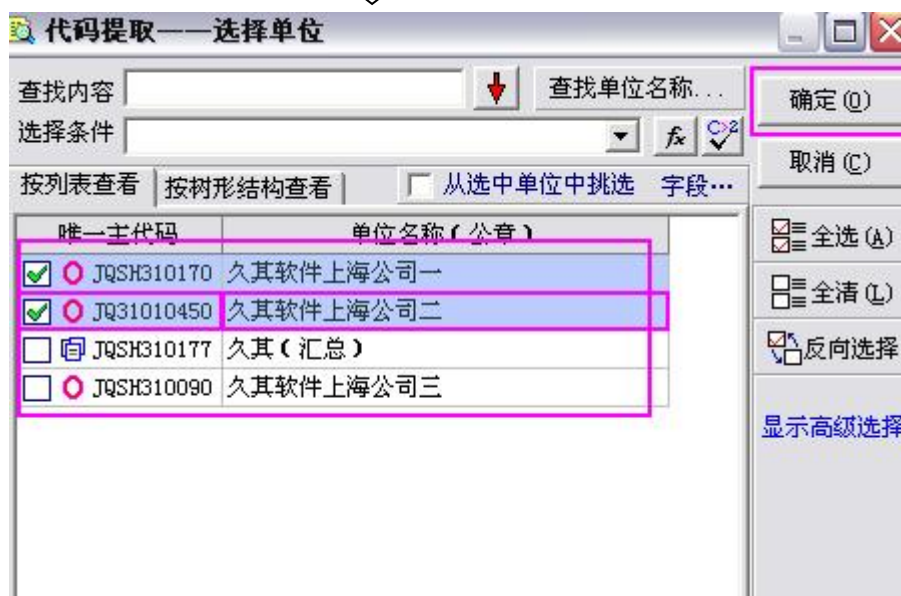 代码提取——选择单位
查找内容 查找单位名称... 确定(O)
选择条件 fx C>2
取消(C)
按列表查看 按树形结构查看 从选中单位中挑选 字段…
唯一主代码 单位名称(公章) 全选(A)
JQSH310170 久其软件上海公司一
JQ31010450 久其软件上海公司二 全清(L)
JQSH310177 久其(汇总) 反向选择
JQSH310090 久其软件上海公司三
显示高级选择